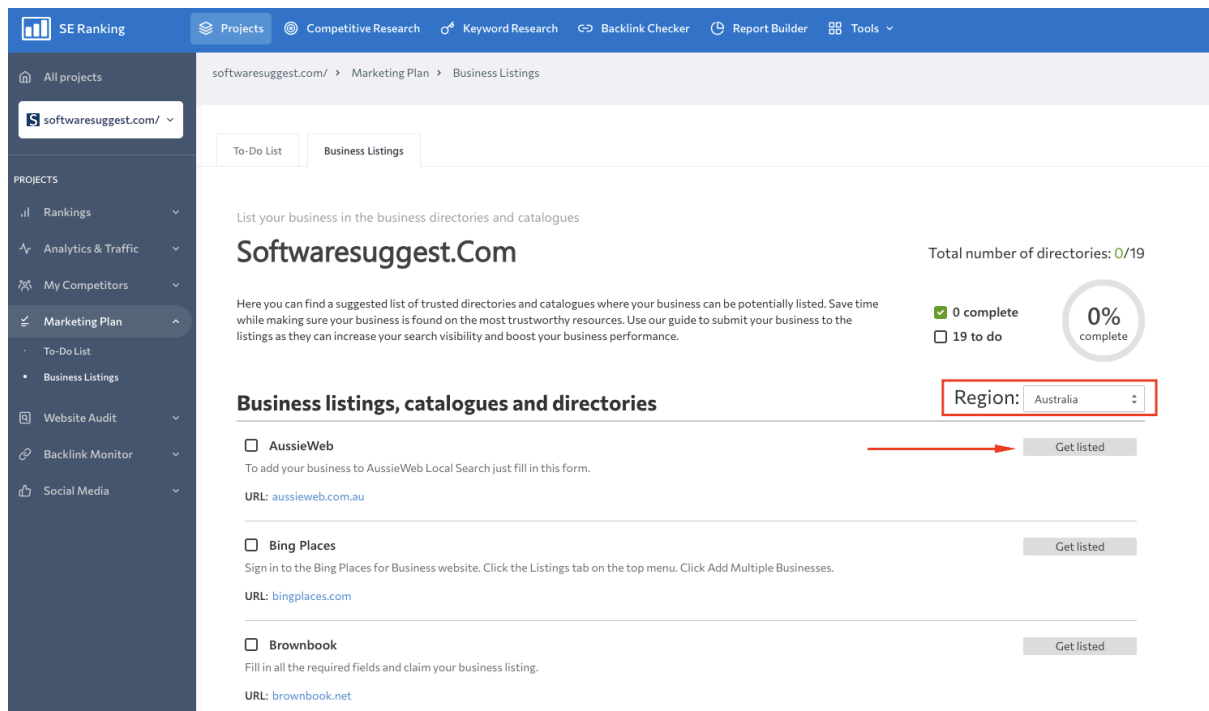 SE Ranking
Projects
Competitive Research
Keyword Research
Backlink Checker
Report Builder
Tools
All projects
softwaresuggest.com/ > Marketing Plan > Business Listings
S softwaresuggest.com/
To-Do List
Business Listings
PROJECTS
Rankings
Analytics & Traffic
My Competitors
Marketing Plan
To-Do List
Business Listings
Website Audit
Backlink Monitor
Social Media
List your business in the business directories and catalogues
Softwaresuggest.Com
Total number of directories: 0/19
Here you can find a suggested list of trusted directories and catalogues where your business can be potentially listed. Save time
while making sure your business is found on the most trustworthy resources. Use our guide to submit your business to the
listings as they can increase your search visibility and boost your business performance.
0 complete
19 to do
0%
complete
Business listings, catalogues and directories
Region: Australia
AussieWeb
Get listed
To add your business to AussieWeb Local Search just fill in this form.
URL: aussieweb.com.au
Bing Places
Get listed
Sign in to the Bing Places for Business website. Click the Listings tab on the top menu. Click Add Multiple Businesses.
URL: bingplaces.com
Brownbook
Get listed
Fill in all the required fields and claim your business listing.
URL: brownbook.net